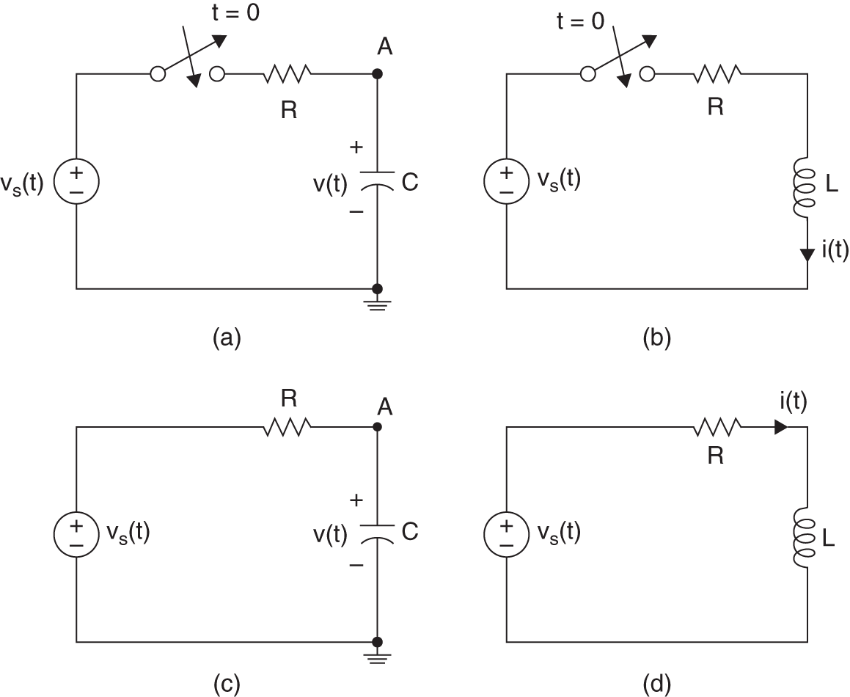 t = 0
A
R
+
v(t)
C
−
vs(t)
+
−
(a)
t = 0
R
+
−
vs(t)
L
i(t)
(b)
R
A
+
−
vs(t)
+
v(t)
C
−
(c)
i(t)
R
+
−
vs(t)
L
(d)